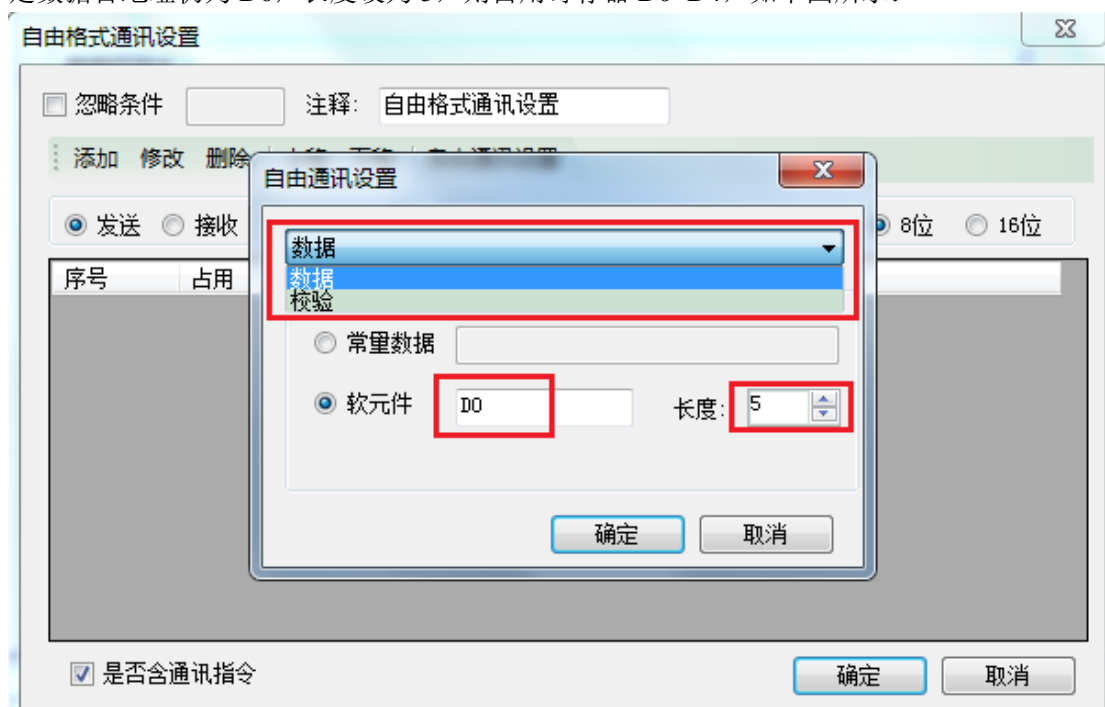 自由格式通讯设置
忽略条件 注释: 自由格式通讯设置
添加 修改 删除
自由通讯设置
发送 接收 8位 16位
数据
序号 占用
数据
校验
常量数据
软元件 D0 长度: 5
确定 取消
是否含通讯指令 确定 取消